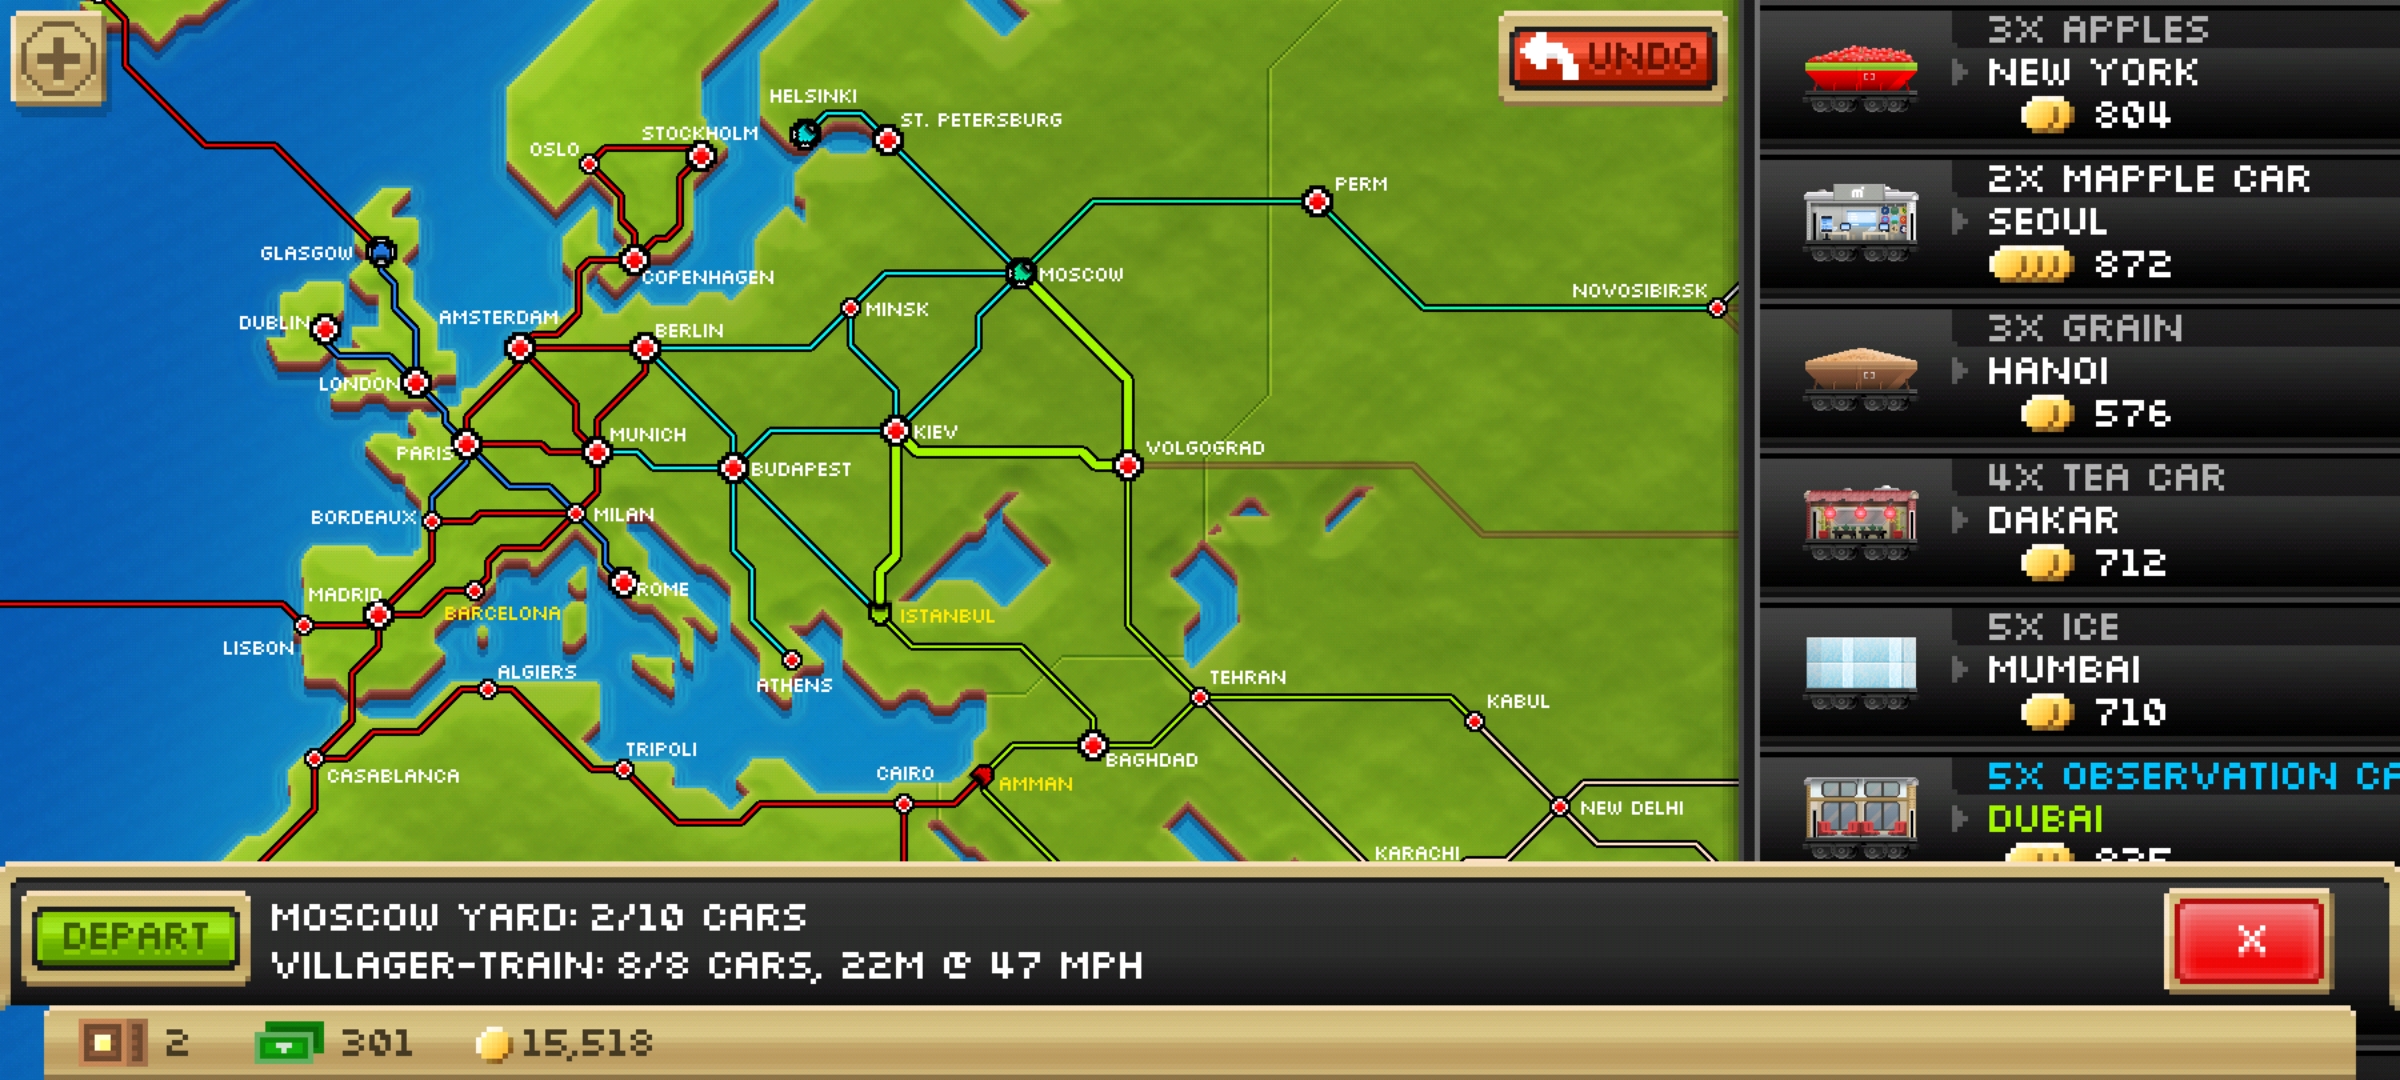 UNDO
HELSINKI
ST. PETERSBURG
STOCKHOLM
OSLO
PERM
GLASGOW
COPENHAGEN
MOSCOW
NOVOSIBIRSK
DUBLIN
AMSTERDAM
BERLIN
MINSK
LONDON
PARIS
MUNICH
KIEV
BUDAPEST
VOLGOGRAD
BORDEAUX
MILAN
MADRID
BARCELONA
ROME
ISTANBUL
LISBON
ALGIERS
ATHENS
TEHRAN
KABUL
CASABLANCA
TRIPOLI
CAIRO
AMMAN
BAGHDAD
NEW DELHI
KARACHI
3X APPLES
NEW YORK
804
2X MAPPLE CAR
SEOUL
872
3X GRAIN
HANOI
576
4X TEA CAR
DAKAR
712
5X ICE
MUMBAI
710
5X OBSERVATION CA
DUBAI
DEPART
MOSCOW YARD: 2/10 CARS
VILLAGER-TRAIN: 8/8 CARS, 22M @ 47 MPH
X
2
301
15,518